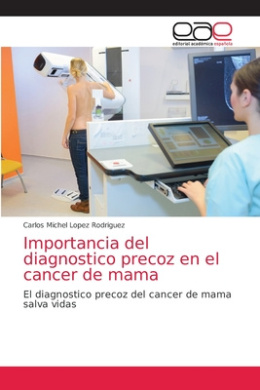 eae
editorial académica española
Carlos Michel Lopez Rodriguez
Importancia del
diagnostico precoz en el
cancer de mama
El diagnostico precoz del cancer de mama
salva vidas